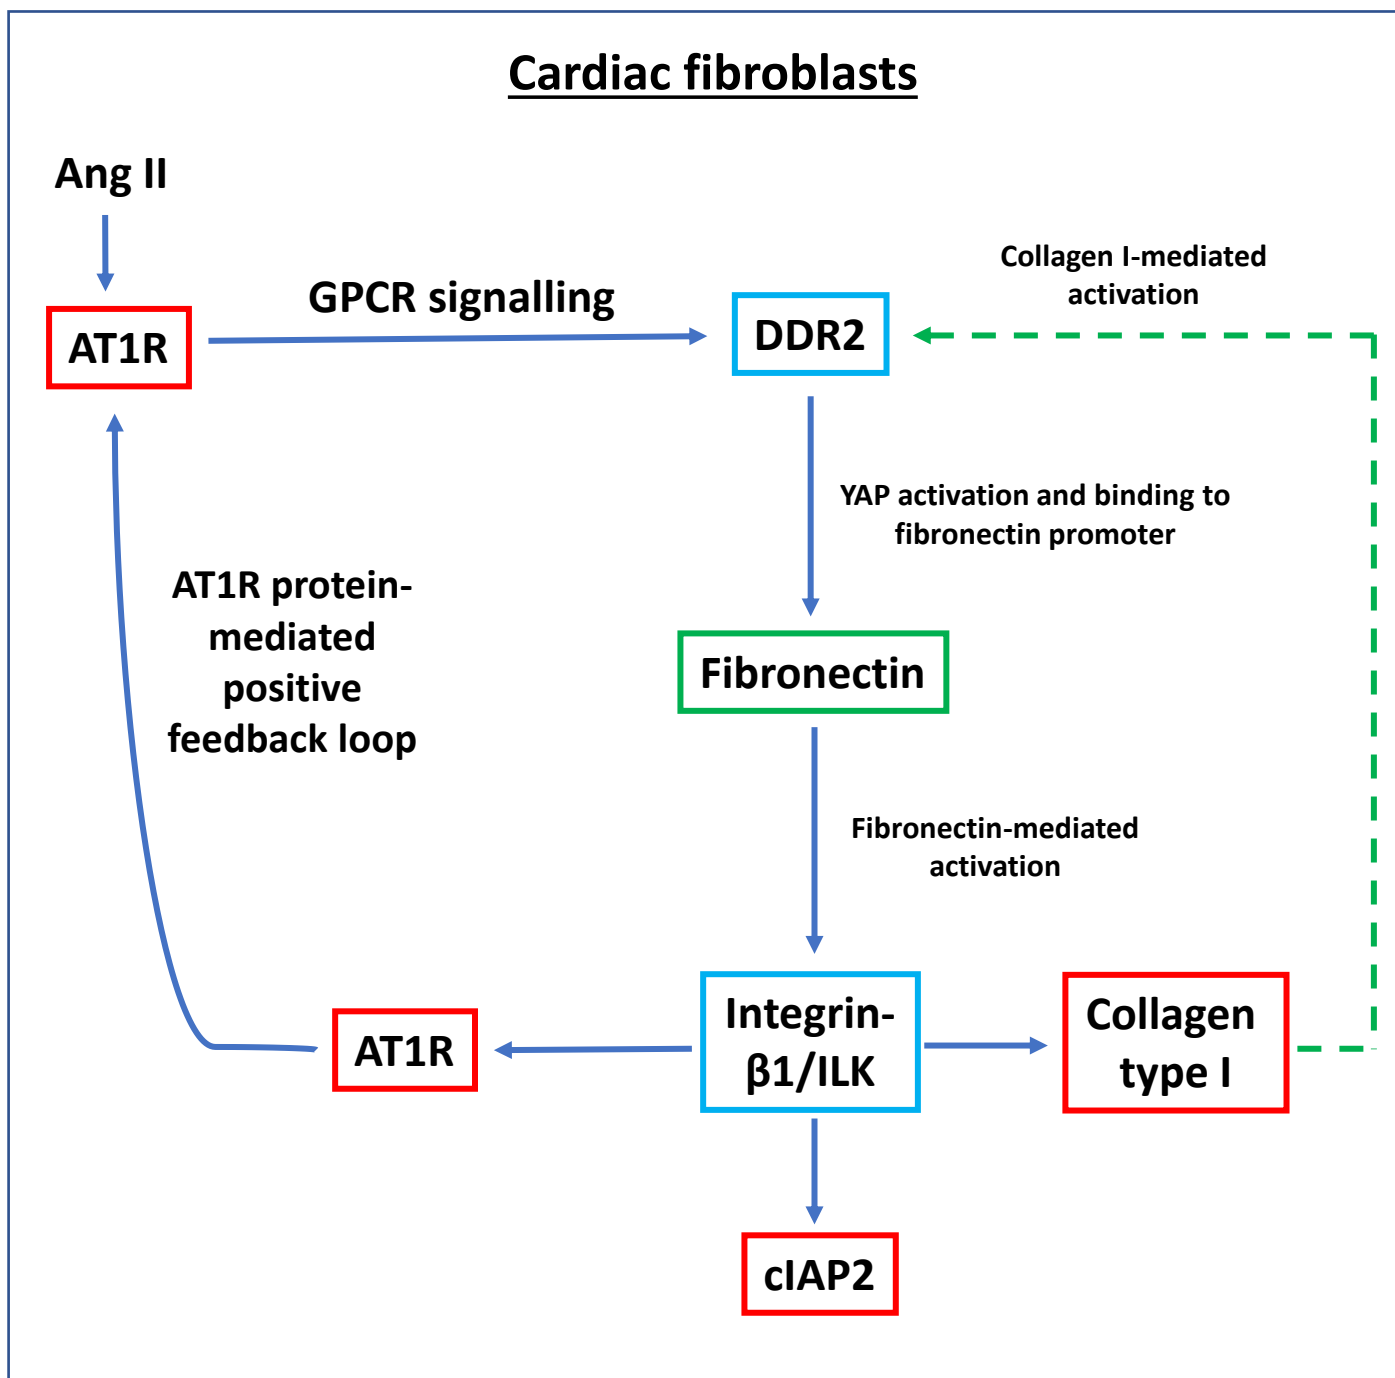 Cardiac fibroblasts
Ang II
AT1R
GPCR signalling
DDR2
Collagen I-mediated
activation
YAP activation and binding to
fibronectin promoter
AT1R protein-
mediated
positive
feedback loop
Fibronectin
Fibronectin-mediated
activation
AT1R
Integrin-
β1/ILK
Collagen
type I
cIAP2